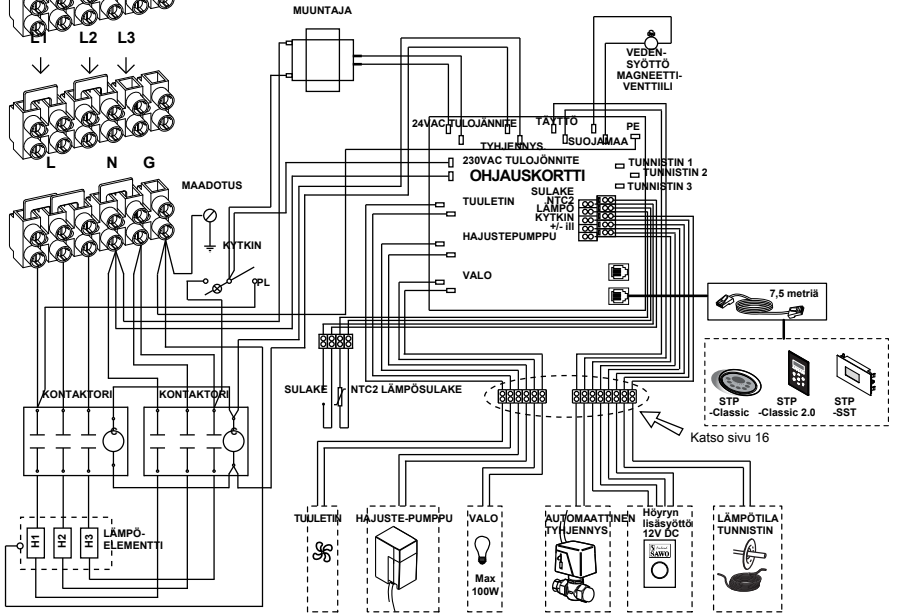 MUUNTAJA
L1 L2 L3
VEDEN-
SYÖTTÖ
MAGNEETTI-
VENTTIILI
24VAC TULOJÄNNITE
TÄYTTÖ
PE
TYHJENNYS
SUOJAMAA
L N G
230VAC TULOJÖNNITE
TUNNISTIN 1
OHJAUSKORTTI
TUNNISTIN 2
TUNNISTIN 3
MAADOTUS
SULAKE
NTC2
TUULETIN
LÄMPÖ
KYTKIN
+/- ill
HAJUSTEPUMPPU
KYTKIN
VALO
PL
7,5 metriä
SULAKE
NTC2 LÄMPÖSULAKE
KONTAKTORI
KONTAKTORI
STP
-Classic
STP
-Classic 2.0
STP
-SST
Katso sivu 16
H1
H2
H3
LÄMPÖ-
ELEMENTTI
TUULETIN
HAJUSTE-PUMPPU
VALO
Max
100W
AUTOMAATTINEN
TYHJENNYS
Höyryn
lisäsyöttö
12V DC
SAWO
LÄMPÖTILA
TUNNISTIN